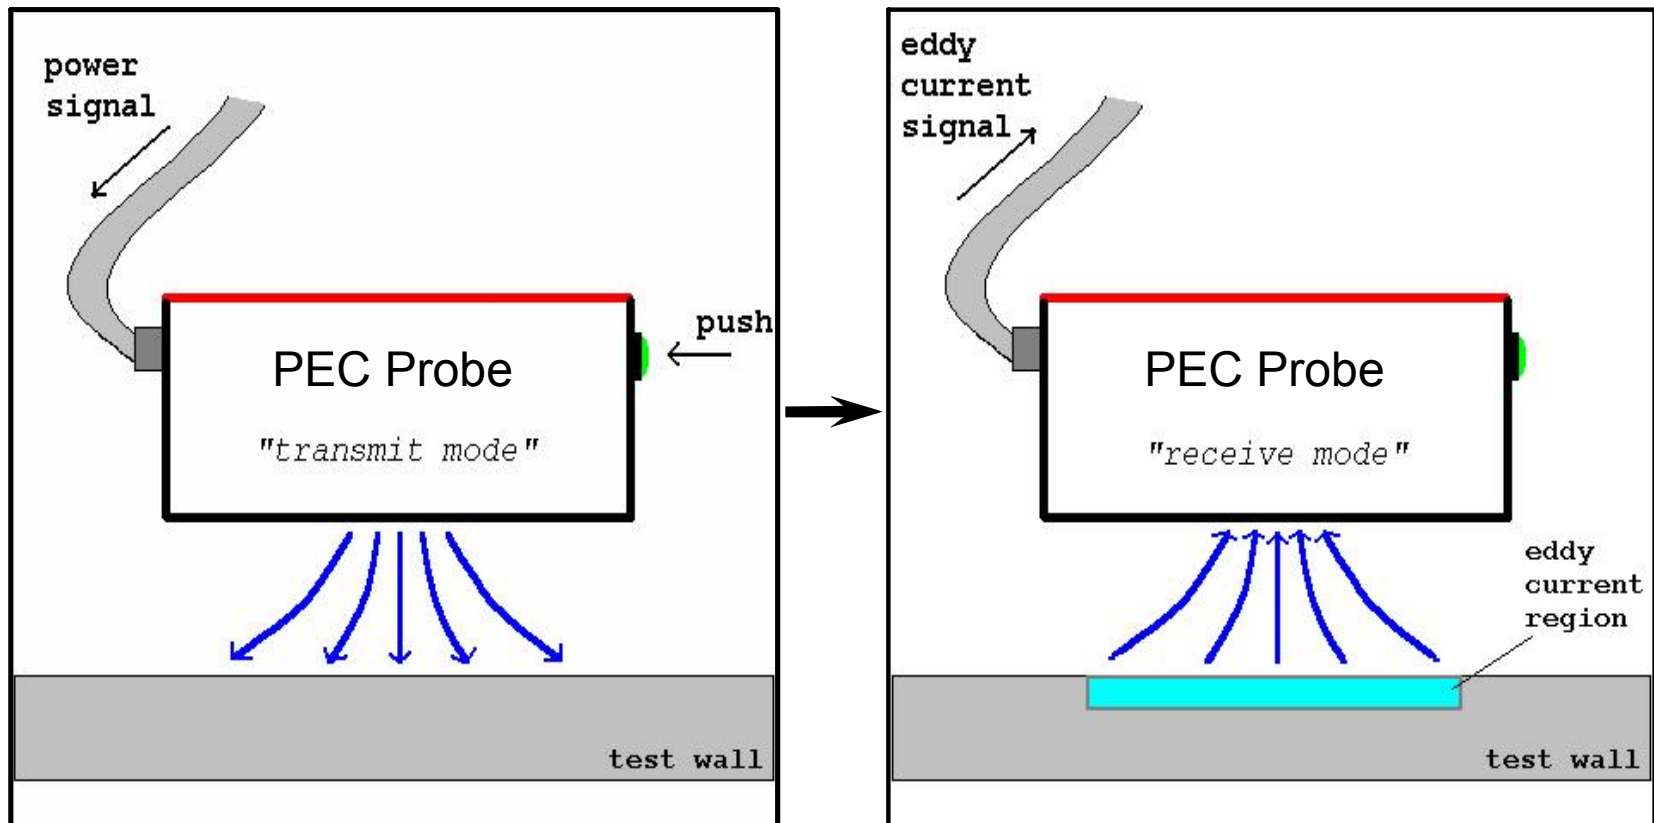 power
signal
push
PEC Probe
"transmit mode"
test wall
eddy
current
signal
PEC Probe
"receive mode"
eddy
current
region
test wall